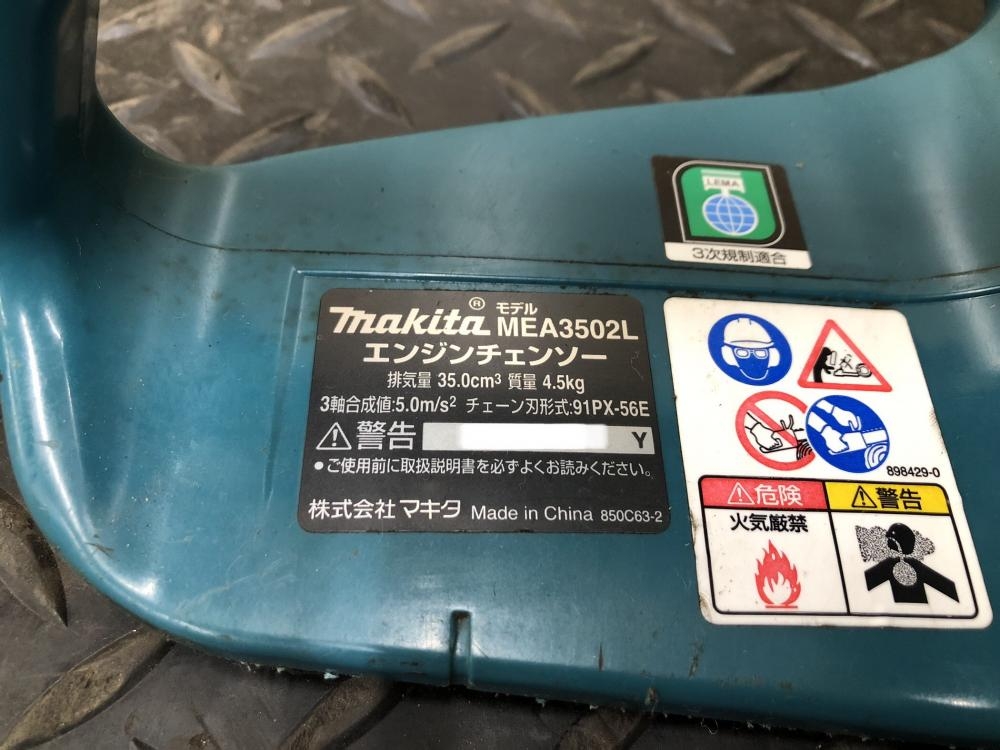 LEMA
3次規制適合
makita® モデル MEA3502L
エンジンチェンソー
排気量 35.0cm³ 質量 4.5kg
3軸合成値:5.0m/s² チェーン刃形式:91PX-56E
⚠警告 Y
●ご使用前に取扱説明書を必ずよくお読みください。
株式会社 マキタ Made in China 850C63-2
898429-0
⚠危険 ⚠警告
火気厳禁